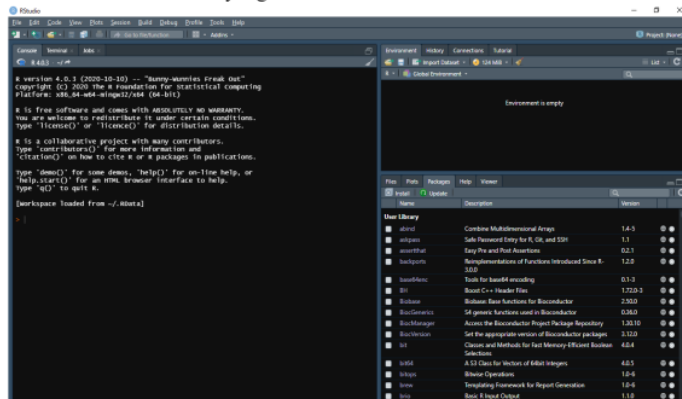 RStudio
File Edit Code View Plots Session Build Debug Profile Tools Help
Go to file/function
Addins
Project: (None)
Console Terminal Jobs
R 4.0.3 ~/
R version 4.0.3 (2020-10-10) -- "Bunny-Wunnies Freak Out"
Copyright (C) 2020 The R Foundation for Statistical Computing
Platform: x86_64-w64-mingw32/x64 (64-bit)
R is free software and comes with ABSOLUTELY NO WARRANTY.
You are welcome to redistribute it under certain conditions.
Type 'license()' or 'licence()' for distribution details.
R is a collaborative project with many contributors.
Type 'contributors()' for more information and
'citation()' on how to cite R or R packages in publications.
Type 'demo()' for some demos, 'help()' for on-line help, or
'help.start()' for an HTML browser interface to help.
Type 'q()' to quit R.
[Workspace loaded from ~/.RData]
>
Environment History Connections Tutorial
Import Dataset 124 MiB
List
R Global Environment
Environment is empty
Files Plots Packages Help Viewer
Install Update
Name Description Version
User Library
abind Combine Multidimensional Arrays 1.4-5
askpass Safe Password Entry for R, Git, and SSH 1.1
assertthat Easy Pre and Post Assertions 0.2.1
backports Reimplementations of Functions Introduced Since R-
3.0.0 1.2.0
base64enc Tools for base64 encoding 0.1-3
BH Boost C++ Header Files 1.72.0-3
Biobase Biobase: Base functions for Bioconductor 2.50.0
BiocGenerics S4 generic functions used in Bioconductor 0.36.0
BiocManager Access the Bioconductor Project Package Repository 1.30.10
BiocVersion Set the appropriate version of Bioconductor packages 3.12.0
bit Classes and Methods for Fast Memory-Efficient Boolean
Selections 4.0.4
bit64 A S3 Class for Vectors of 64bit Integers 4.0.5
bitops Bitwise Operations 1.0-6
brew Templating Framework for Report Generation 1.0-6
brio Basic R Input Output 1.1.0